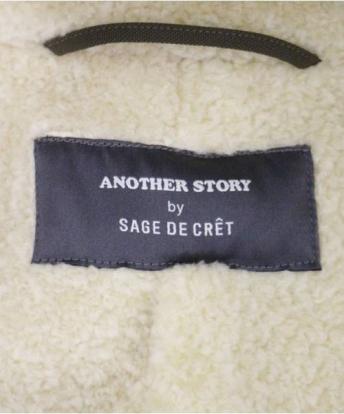 ANOTHER STORY
by
SAGE DE CRÊT